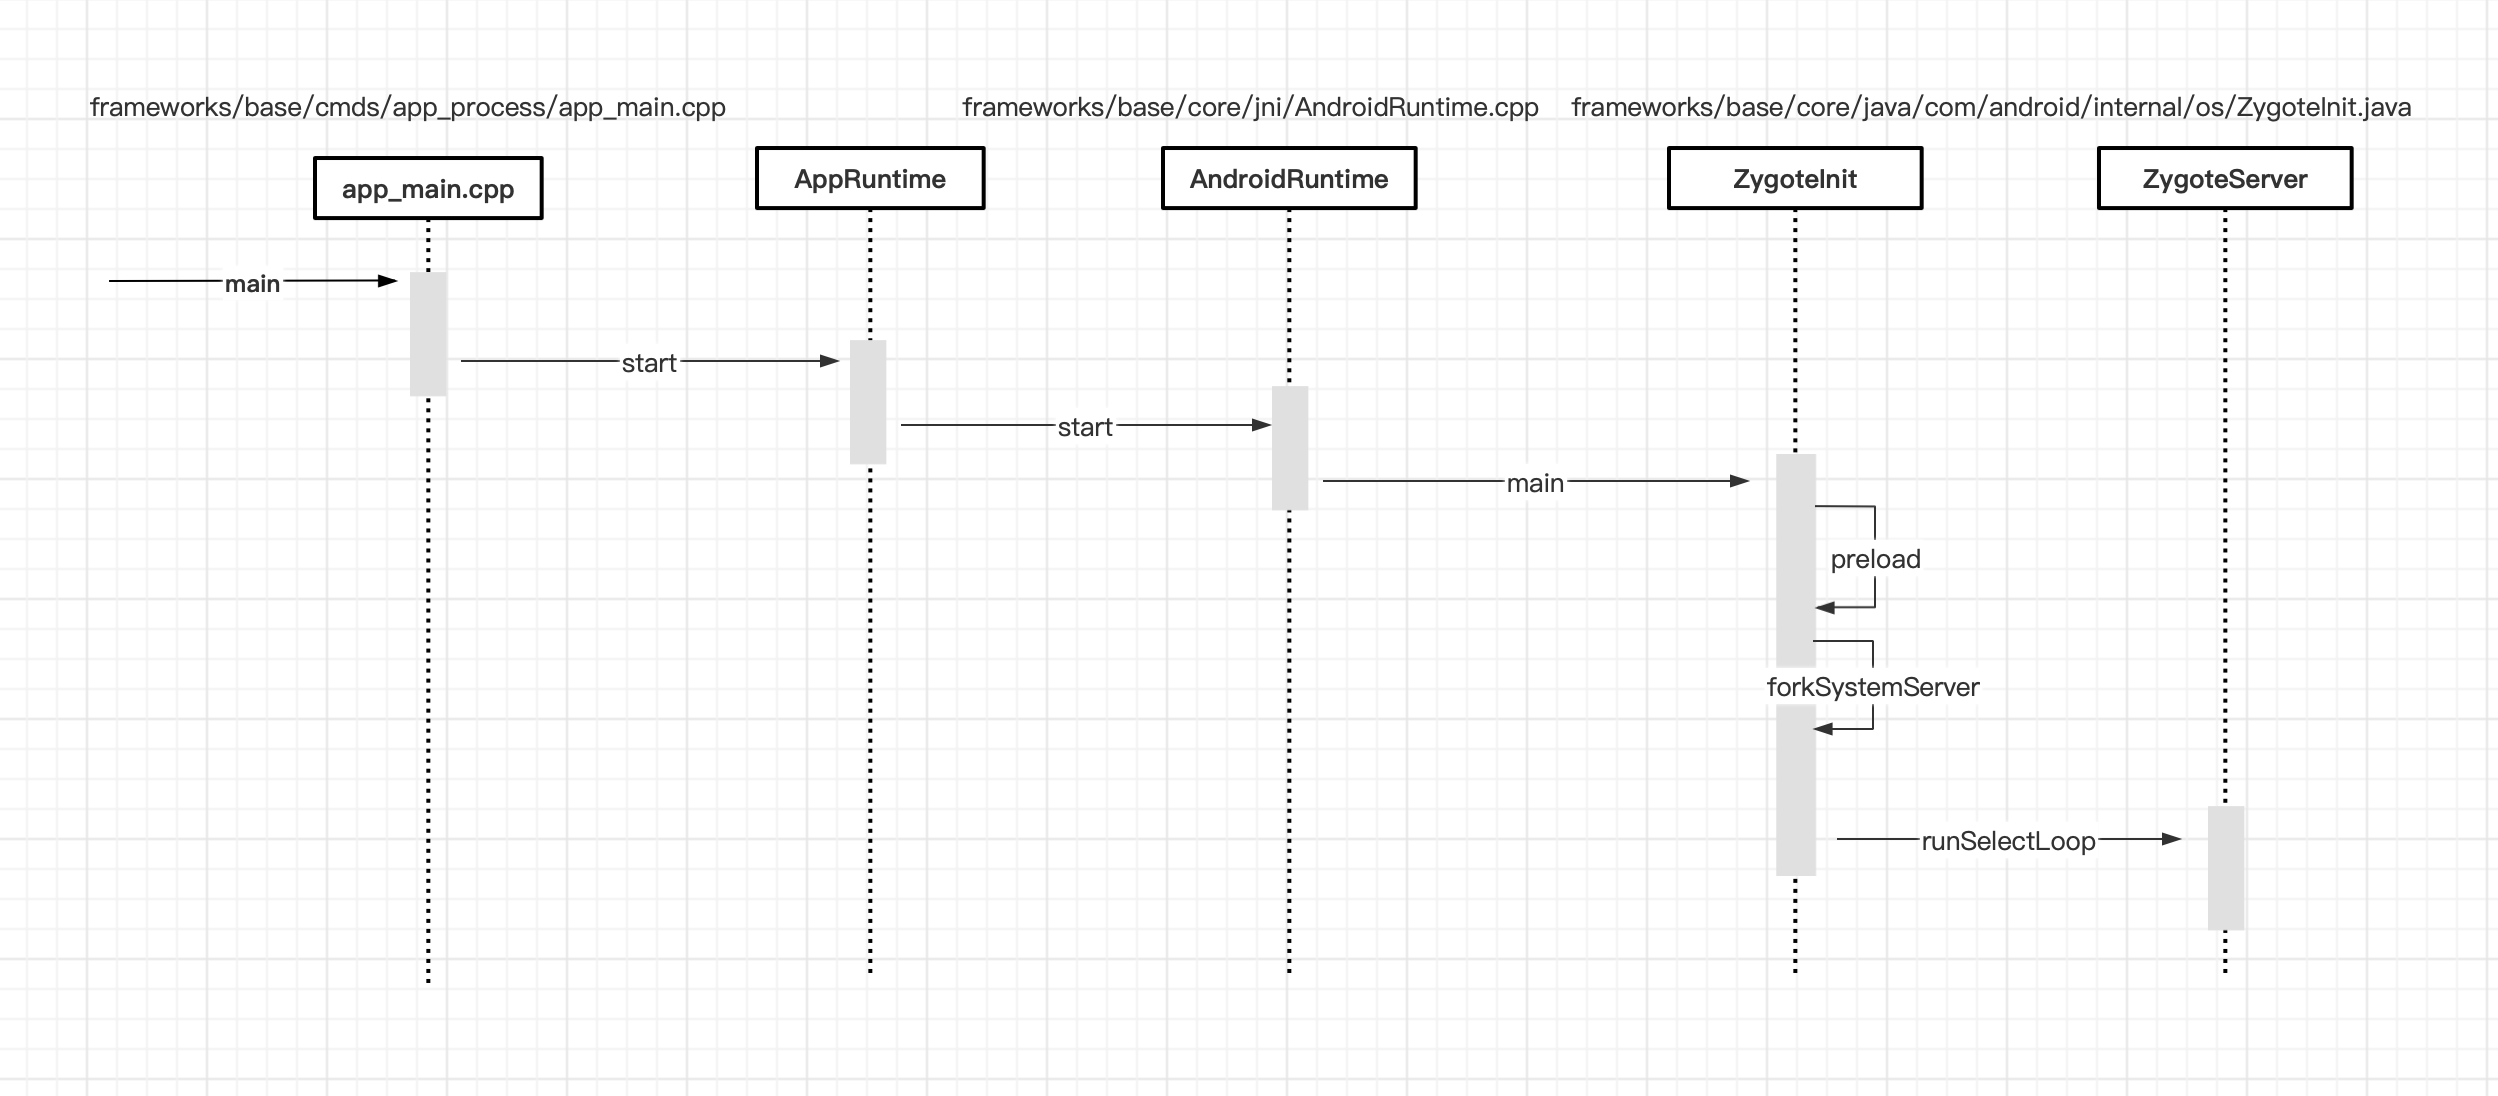 frameworks/base/cmds/app_process/app_main.cpp
frameworks/base/core/jni/AndroidRuntime.cpp
frameworks/base/core/java/com/android/internal/os/ZygoteInit.java
app_main.cpp
AppRuntime
AndroidRuntime
ZygoteInit
ZygoteServer
main
start
start
main
preload
forkSystemServer
runSelectLoop